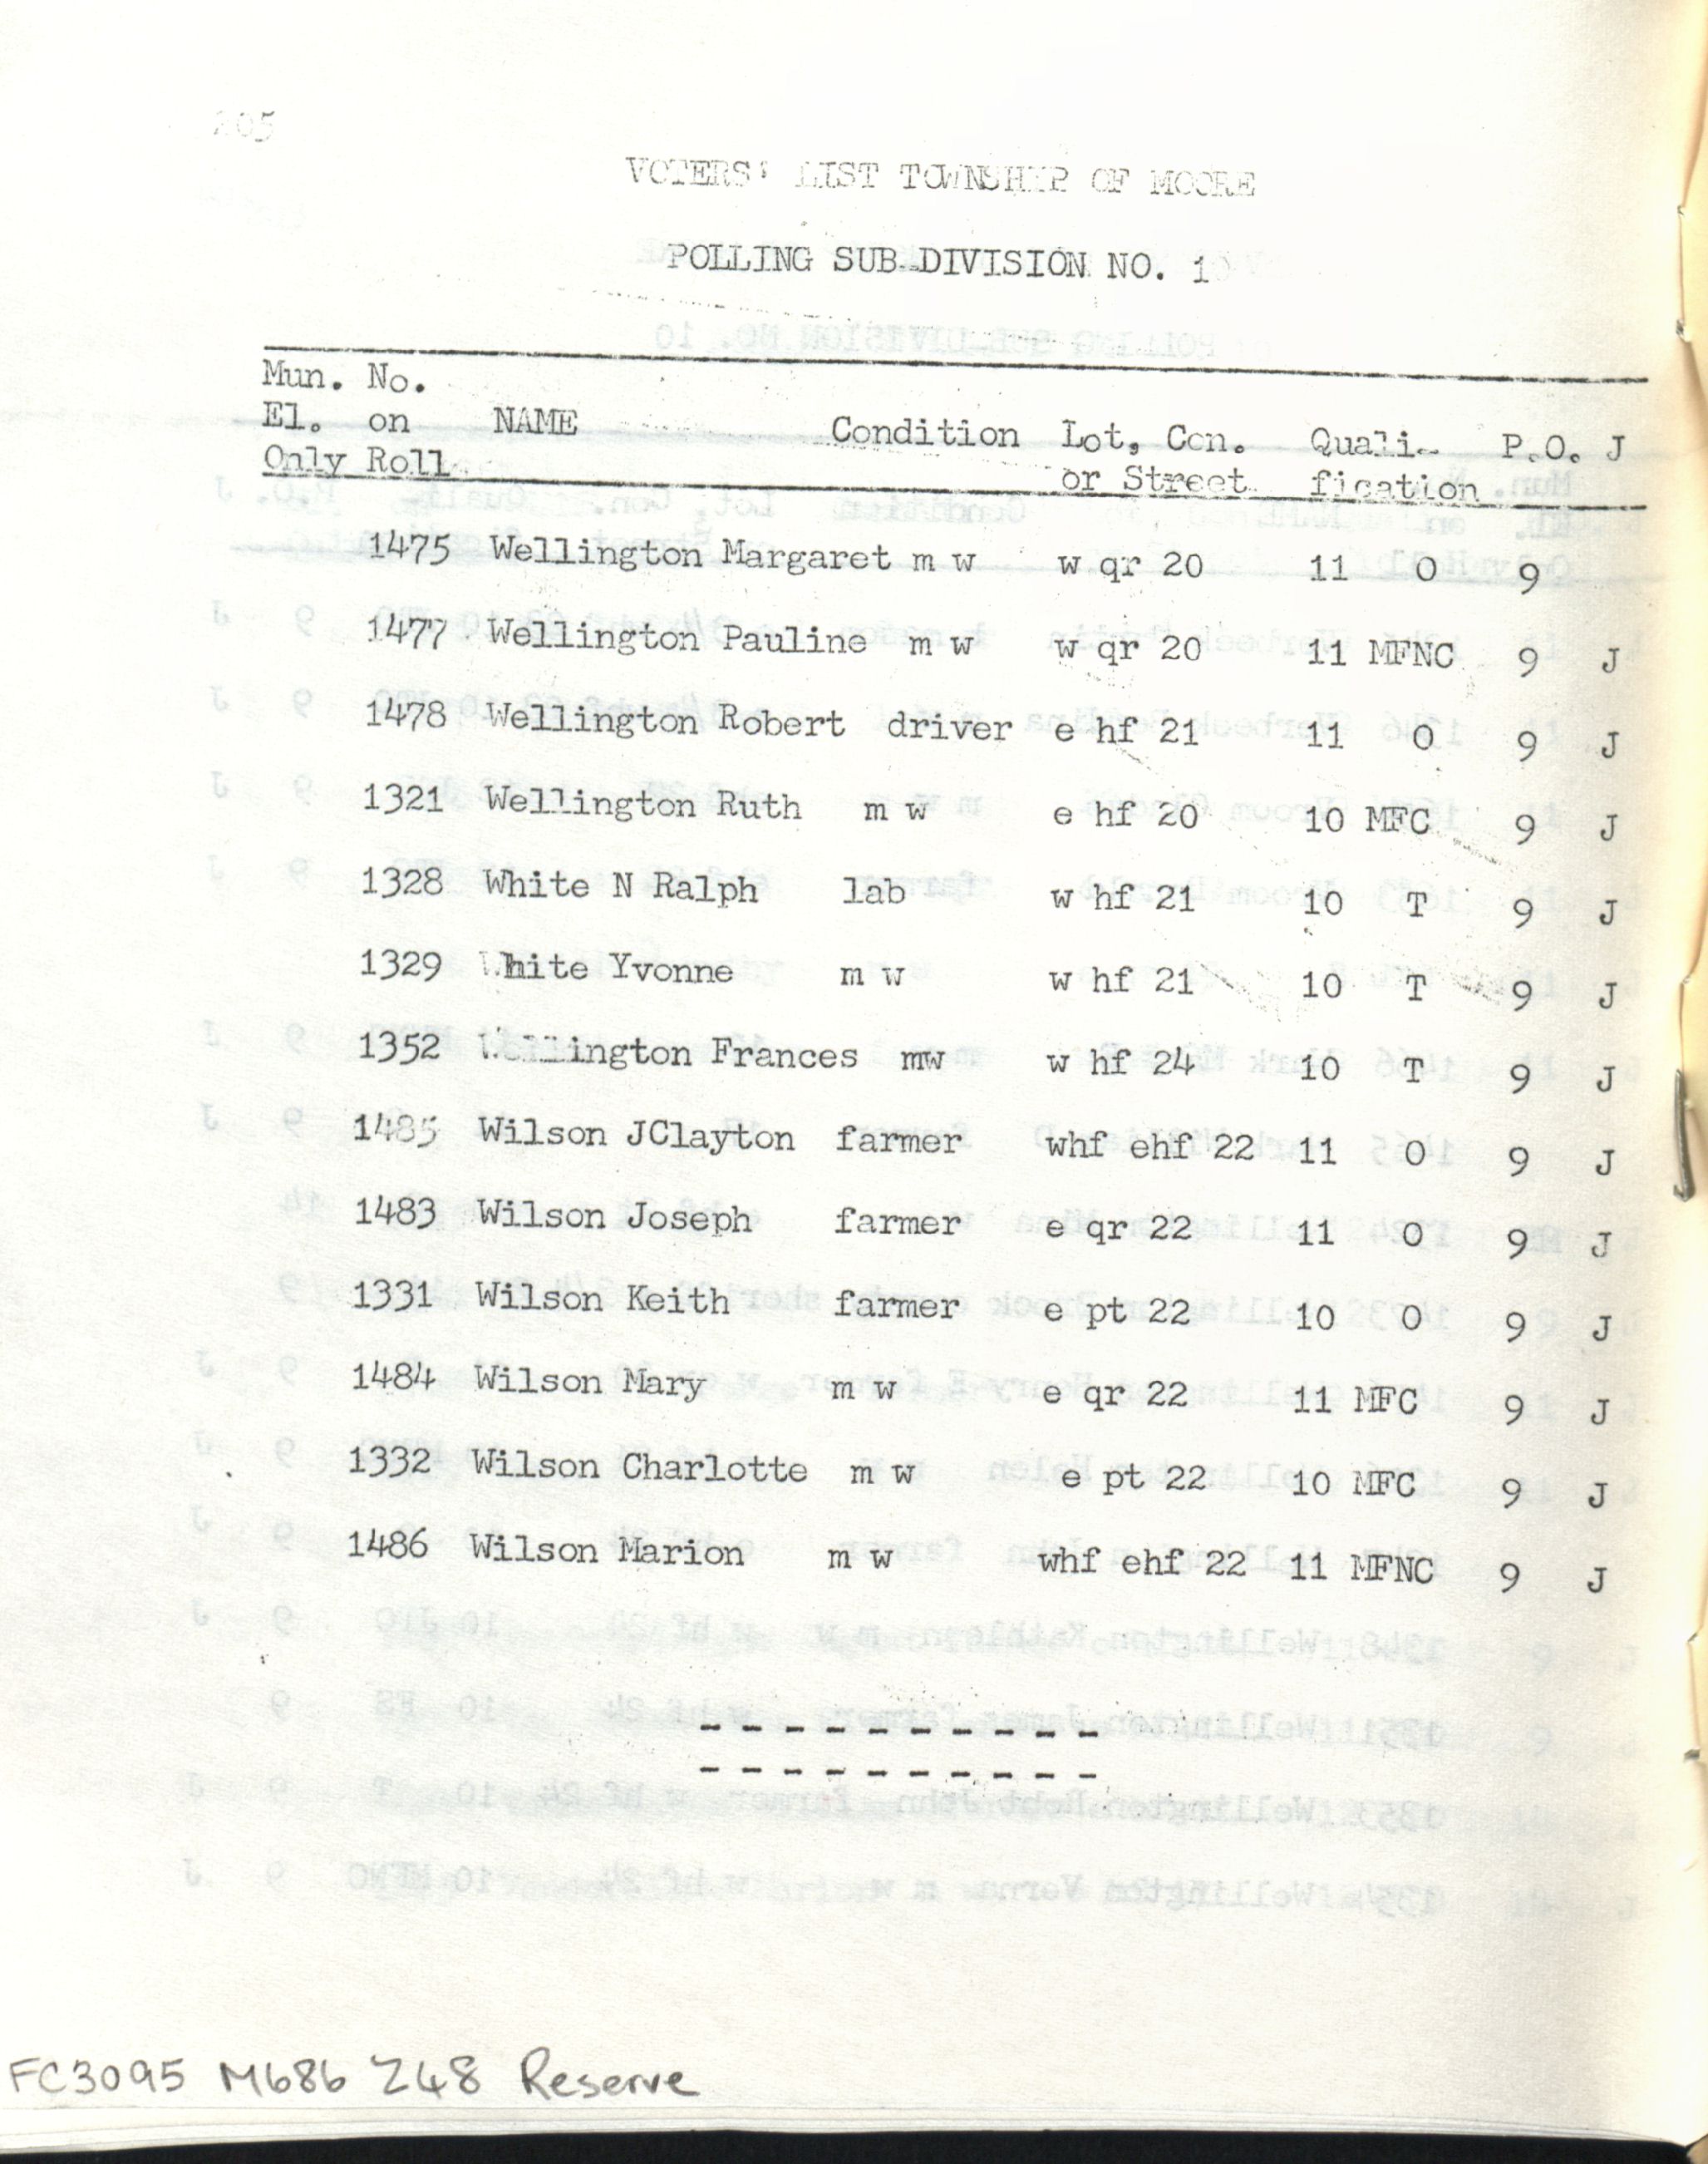 205
VOTERS' LIST TOWNSHIP OF MOORE
POLLING SUB-DIVISION NO. 1
Mun. No.
El. on NAME Condition Lot, Con. Quali- P.O. J
Only Roll or Street fication
1475 Wellington Margaret m w w qr 20 11 O 9
1477 Wellington Pauline m w w qr 20 11 MFNC 9 J
1478 Wellington Robert driver e hf 21 11 O 9 J
1321 Wellington Ruth m w e hf 20 10 MFC 9 J
1328 White N Ralph lab w hf 21 10 T 9 J
1329 White Yvonne m w w hf 21 10 T 9 J
1352 Wellington Frances mw w hf 24 10 T 9 J
1485 Wilson JClayton farmer whf ehf 22 11 O 9 J
1483 Wilson Joseph farmer e qr 22 11 O 9 J
1331 Wilson Keith farmer e pt 22 10 O 9 J
1484 Wilson Mary m w e qr 22 11 MFC 9 J
1332 Wilson Charlotte m w e pt 22 10 MFC 9 J
1486 Wilson Marion m w whf ehf 22 11 MFNC 9 J
- - - - - - - - - -
- - - - - - - - - -
FC3095 M686 Z48 Reserve